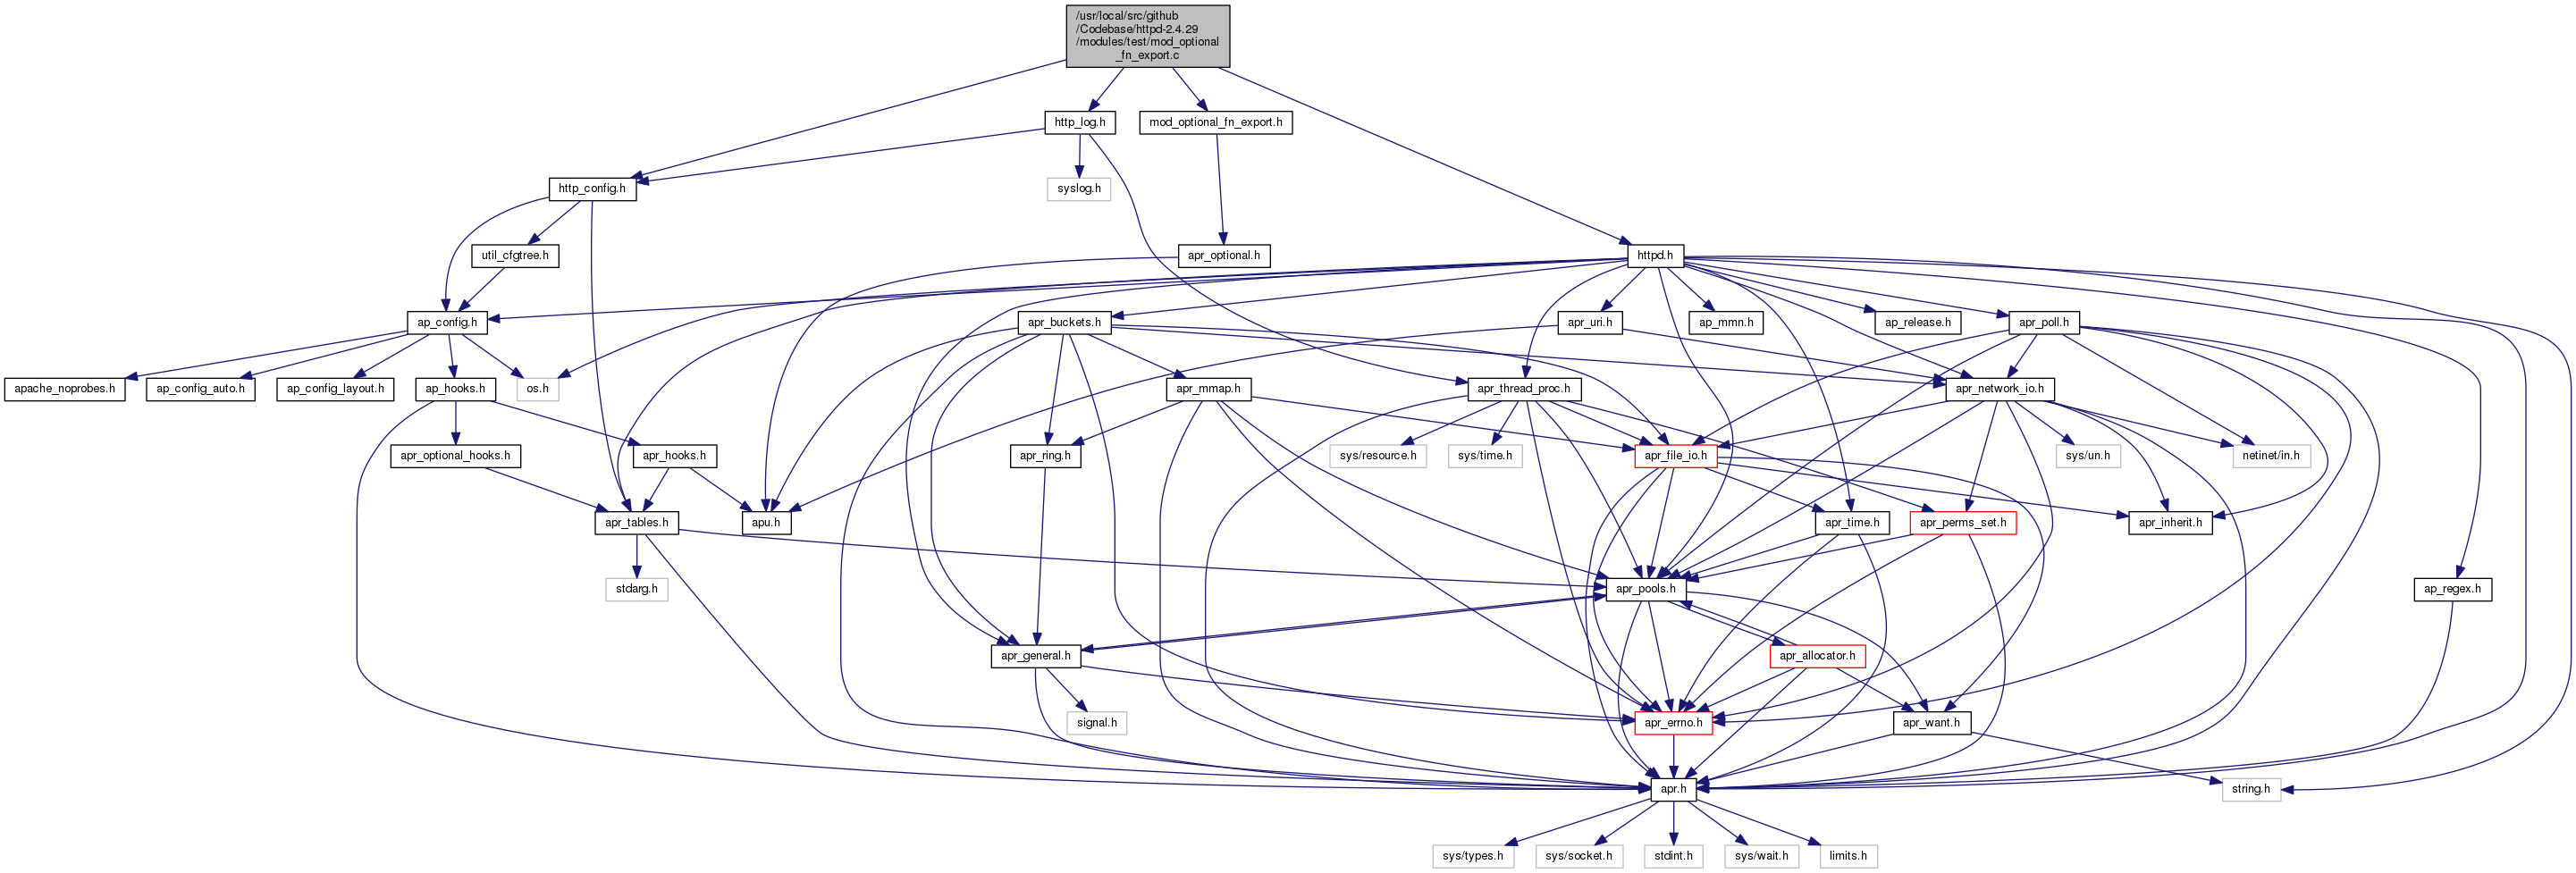 /usr/local/src/github
/Codebase/httpd-2.4.29
/modules/test/mod_optional
_fn_export.c
http_log.h
mod_optional_fn_export.h
http_config.h
syslog.h
util_cfgtree.h
apr_optional.h
httpd.h
ap_config.h
apr_buckets.h
apr_uri.h
ap_mmn.h
ap_release.h
apr_poll.h
apache_noprobes.h
ap_config_auto.h
ap_config_layout.h
ap_hooks.h
os.h
apr_mmap.h
apr_thread_proc.h
apr_network_io.h
apr_optional_hooks.h
apr_hooks.h
apr_ring.h
sys/resource.h
sys/time.h
apr_file_io.h
sys/un.h
netinet/in.h
apr_tables.h
apu.h
apr_time.h
apr_perms_set.h
apr_inherit.h
stdarg.h
apr_pools.h
ap_regex.h
apr_general.h
apr_allocator.h
signal.h
apr_errno.h
apr_want.h
apr.h
string.h
sys/types.h
sys/socket.h
stdint.h
sys/wait.h
limits.h